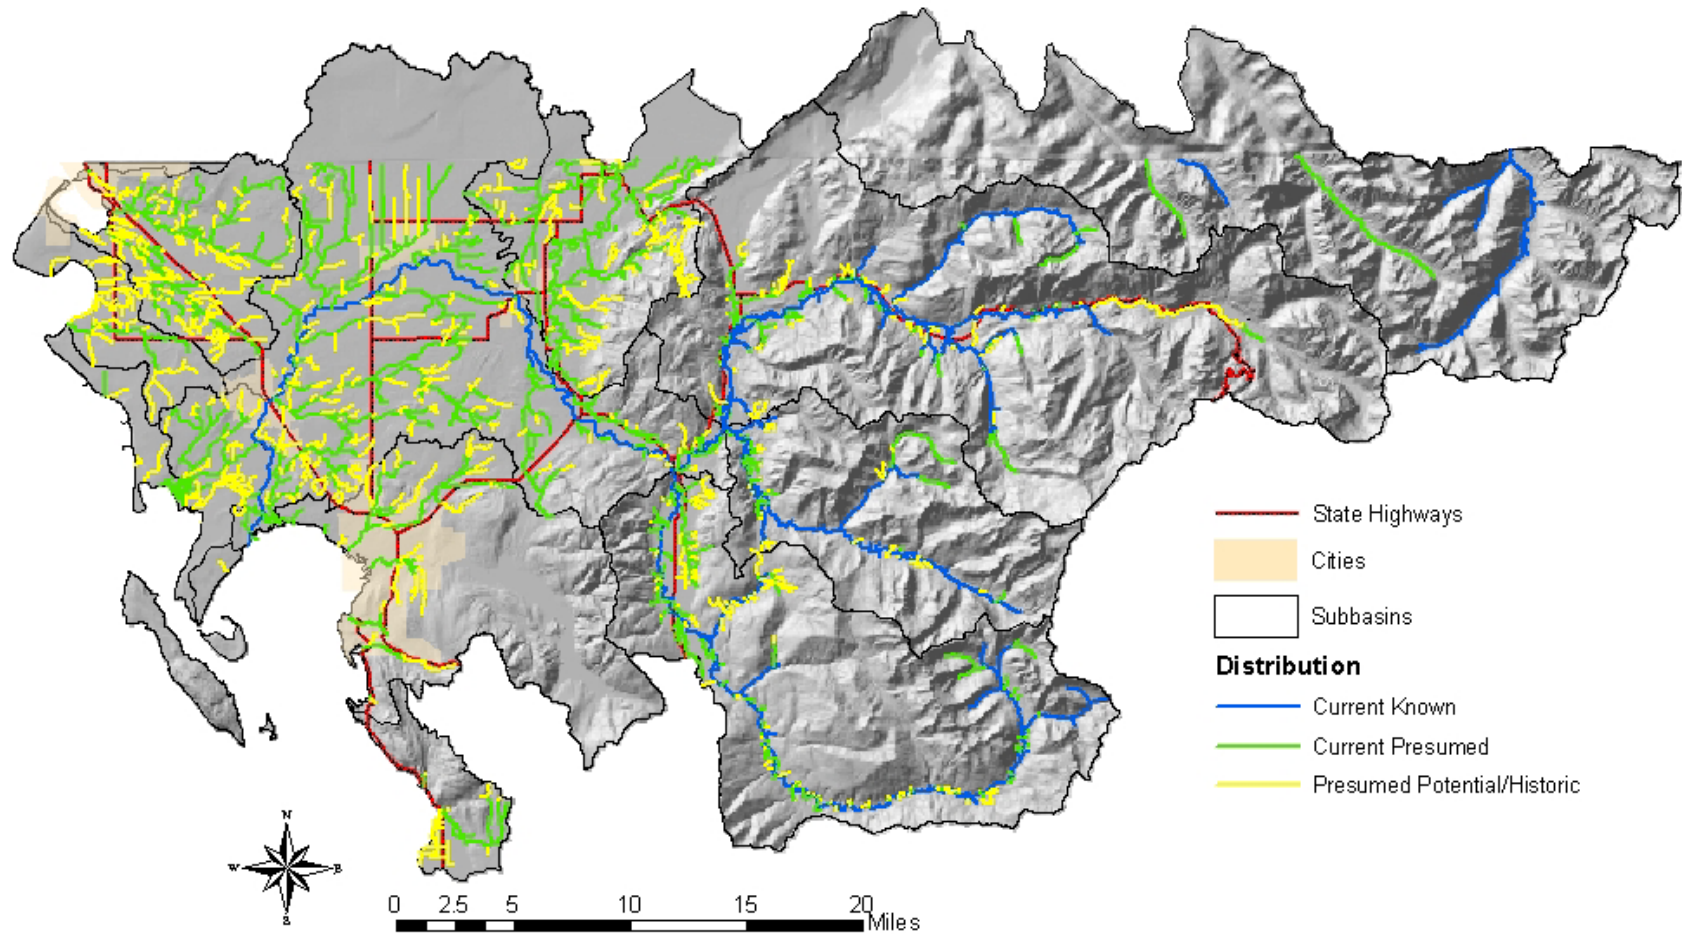 State Highways
Cities
Subbasins
Distribution
Current Known
Current Presumed
Presumed Potential/Historic
N
W E
S
0 2.5 5 10 15 20
Miles